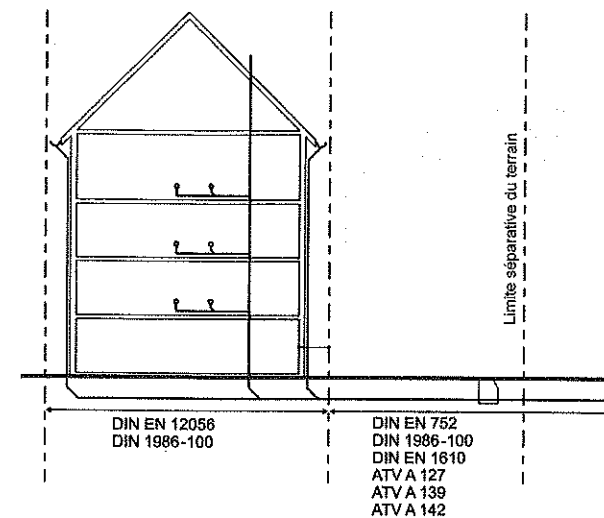 Limite séparative du terrain
DIN EN 12056
DIN 1986-100
DIN EN 752
DIN 1986-100
DIN EN 1610
ATV A 127
ATV A 139
ATV A 142